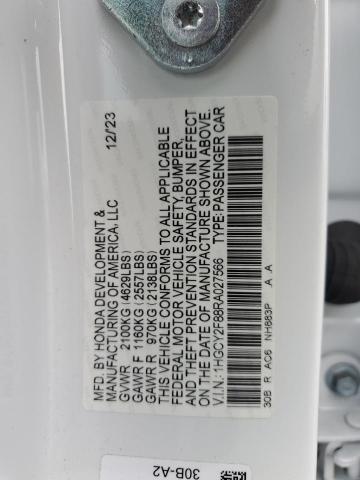 MFD. BY HONDA DEVELOPMENT & 12/'23
MANUFACTURING OF AMERICA, LLC
GVWR 2100KG (4629LBS)
GAWR F 1160KG (2557LBS)
GAWR R 970KG (2138LBS)
THIS VEHICLE CONFORMS TO ALL APPLICABLE
FEDERAL MOTOR VEHICLE SAFETY, BUMPER,
AND THEFT PREVENTION STANDARDS IN EFFECT
ON THE DATE OF MANUFACTURE SHOWN ABOVE.
V.I.N.: 1HGCY2F68RA027566 TYPE: PASSENGER CAR
30B R AC6 NH883P A A
30B-A2